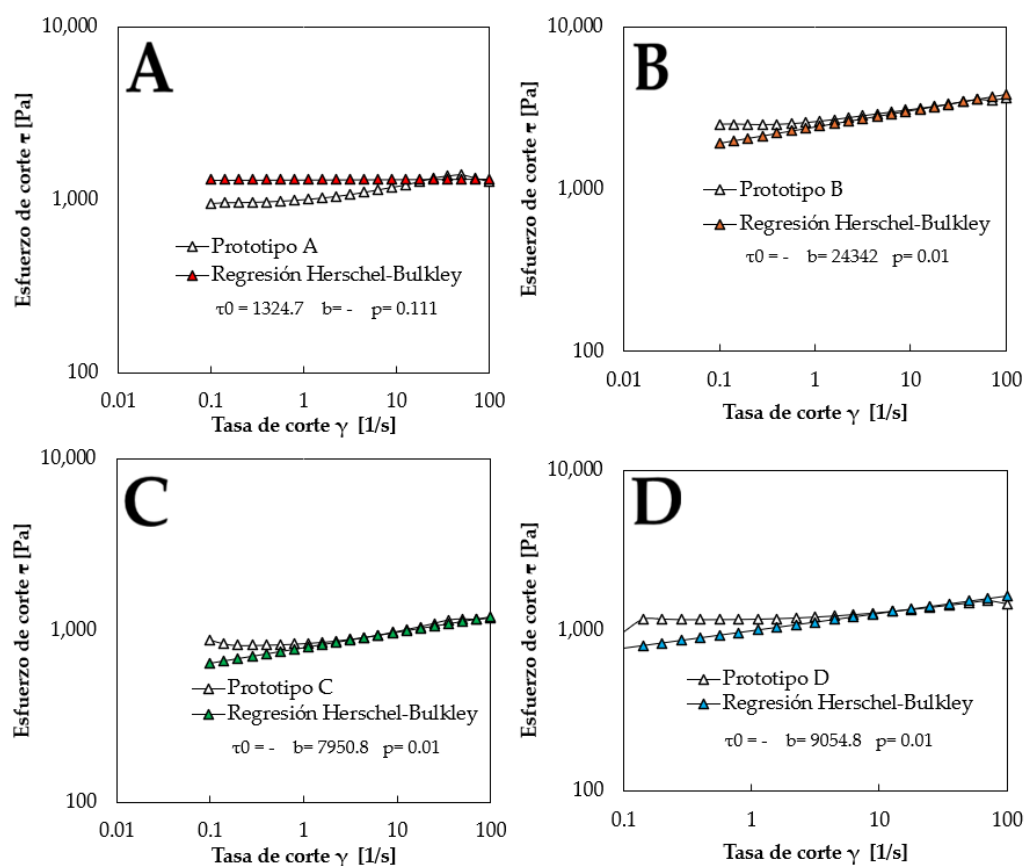 A
10,000
1,000
100
0.01
0.1
1
10
100
Esfuerzo de corte τ [Pa]
Tasa de corte γ [1/s]
Prototipo A
Regresión Herschel-Bulkley
τ0 = 1324.7 b= - p= 0.111
B
10,000
1,000
100
0.01
0.1
1
10
100
Esfuerzo de corte τ [Pa]
Tasa de corte γ [1/s]
Prototipo B
Regresión Herschel-Bulkley
τ0 = - b= 24342 p= 0.01
C
10,000
1,000
100
0.01
0.1
1
10
100
Esfuerzo de corte τ [Pa]
Tasa de corte γ [1/s]
Prototipo C
Regresión Herschel-Bulkley
τ0 = - b= 7950.8 p= 0.01
D
10,000
1,000
100
0.1
1
10
100
Esfuerzo de corte τ [Pa]
Tasa de corte γ [1/s]
Prototipo D
Regresión Herschel-Bulkley
τ0 = - b= 9054.8 p= 0.01